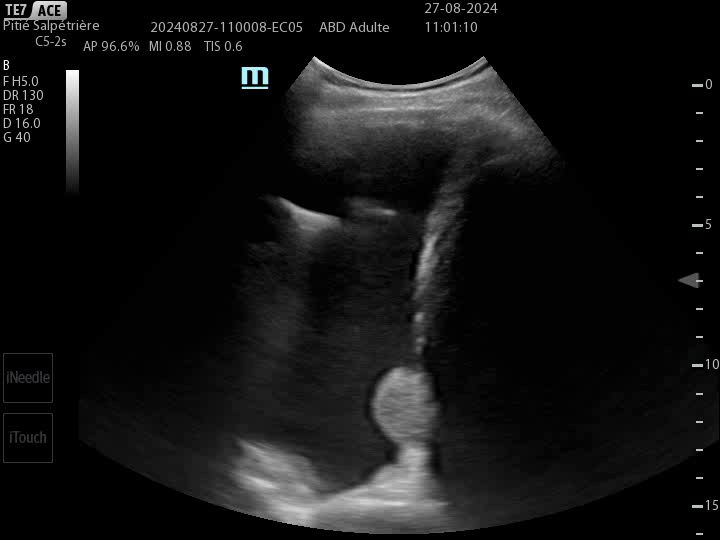 TE7 ACE
27-08-2024
Pitié Salpêtrière
20240827-110008-EC05 ABD Adulte
11:01:10
C5-2s
AP 96.6% MI 0.88 TIS 0.6
B
F H5.0
DR 130
FR 18
D 16.0
G 40
m
0
5
10
15
iNeedle
iTouch